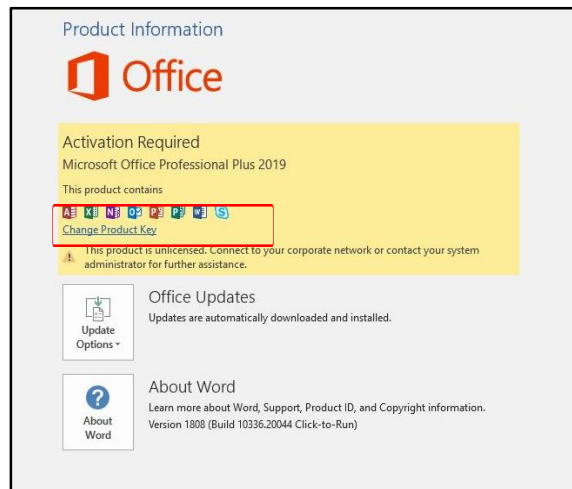 Product Information
Office
Activation Required
Microsoft Office Professional Plus 2019
This product contains
Change Product Key
This product is unlicensed. Connect to your corporate network or contact your system
administrator for further assistance.
Update
Options
Office Updates
Updates are automatically downloaded and installed.
About
Word
About Word
Learn more about Word, Support, Product ID, and Copyright information.
Version 1808 (Build 10336.20044 Click-to-Run)